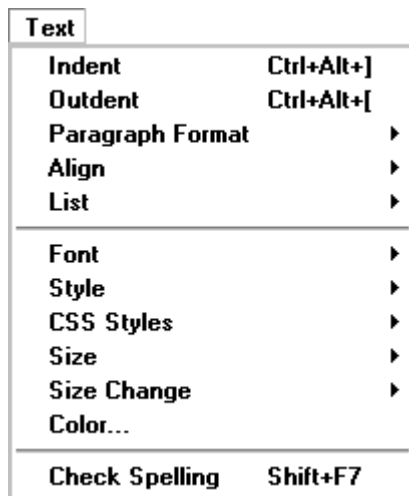 Text
Indent Ctrl+Alt+]
Outdent Ctrl+Alt+[
Paragraph Format
Align
List
Font
Style
CSS Styles
Size
Size Change
Color...
Check Spelling Shift+F7